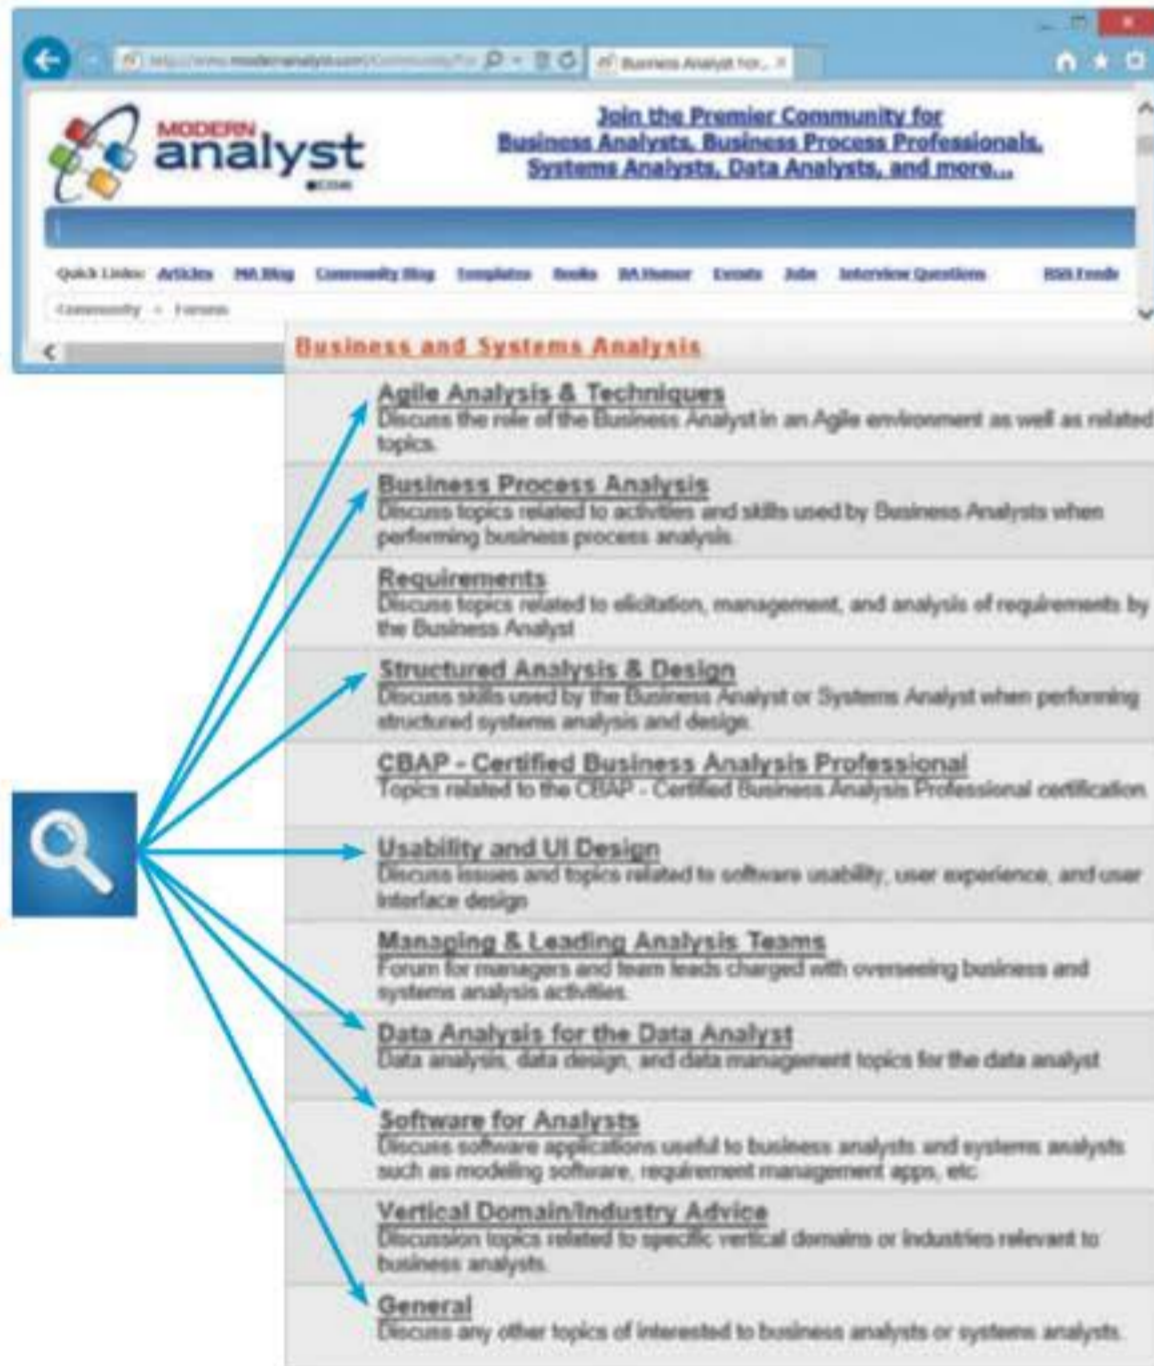 Business Analyst For...
MODERN
analyst
.COM
Join the Premier Community for
Business Analysts, Business Process Professionals,
Systems Analysts, Data Analysts, and more...
Quick Links: Articles MA Blog Community Blog Templates Books BA Humor Events Jobs Interview Questions RSS Feeds
Community Forums
Business and Systems Analysis
Agile Analysis & Techniques
Discuss the role of the Business Analyst in an Agile environment as well as related
topics.
Business Process Analysis
Discuss topics related to activities and skills used by Business Analysts when
performing business process analysis.
Requirements
Discuss topics related to elicitation, management, and analysis of requirements by
the Business Analyst
Structured Analysis & Design
Discuss skills used by the Business Analyst or Systems Analyst when performing
structured systems analysis and design.
CBAP - Certified Business Analysis Professional
Topics related to the CBAP - Certified Business Analysis Professional certification.
Usability and UI Design
Discuss issues and topics related to software usability, user experience, and user
interface design
Managing & Leading Analysis Teams
Forum for managers and team leads charged with overseeing business and
systems analysis activities.
Data Analysis for the Data Analyst
Data analysis, data design, and data management topics for the data analyst
Software for Analysts
Discuss software applications useful to business analysts and systems analysts
such as modeling software, requirement management apps, etc.
Vertical Domain/Industry Advice
Discussion topics related to specific vertical domains or industries relevant to
business analysts.
General
Discuss any other topics of interested to business analysts or systems analysts.